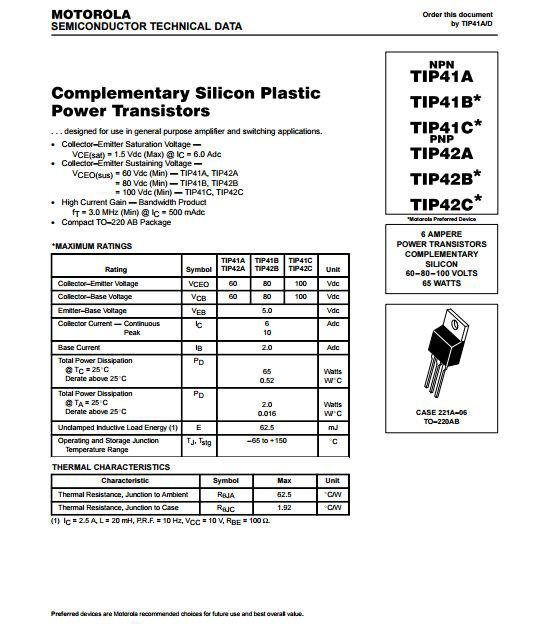 MOTOROLA
SEMICONDUCTOR TECHNICAL DATA
Order this document
by TIP41A/D
Complementary Silicon Plastic
Power Transistors
. . . designed for use in general purpose amplifier and switching applications.
• Collector–Emitter Saturation Voltage —
VCE(sat) = 1.5 Vdc (Max) @ IC = 6.0 Adc
• Collector–Emitter Sustaining Voltage —
VCEO(sus) = 60 Vdc (Min) — TIP41A, TIP42A
= 80 Vdc (Min) — TIP41B, TIP42B
= 100 Vdc (Min) — TIP41C, TIP42C
• High Current Gain — Bandwidth Product
fT = 3.0 MHz (Min) @ IC = 500 mAdc
• Compact TO–220 AB Package
NPN
TIP41A
TIP41B*
TIP41C*
PNP
TIP42A
TIP42B*
TIP42C*
*Motorola Preferred Device
6 AMPERE
POWER TRANSISTORS
COMPLEMENTARY
SILICON
60–80–100 VOLTS
65 WATTS
CASE 221A–06
TO–220AB
*MAXIMUM RATINGS
Rating Symbol TIP41A TIP42A TIP41B TIP42B TIP41C TIP42C Unit
Collector–Emitter Voltage VCEO 60 80 100 Vdc
Collector–Base Voltage VCB 60 80 100 Vdc
Emitter–Base Voltage VEB 5.0 Vdc
Collector Current — Continuous IC 6 Adc
Peak 10
Base Current IB 2.0 Adc
Total Power Dissipation PD
@ TC = 25°C 65 Watts
Derate above 25°C 0.52 W/°C
Total Power Dissipation PD
@ TA = 25°C 2.0 Watts
Derate above 25°C 0.016 W/°C
Unclamped Inductive Load Energy (1) E 62.5 mJ
Operating and Storage Junction TJ, Tstg –65 to +150 °C
Temperature Range
THERMAL CHARACTERISTICS
Characteristic Symbol Max Unit
Thermal Resistance, Junction to Ambient RθJA 62.5 °C/W
Thermal Resistance, Junction to Case RθJC 1.92 °C/W
(1) IC = 2.5 A, L = 20 mH, P.R.F. = 10 Hz, VCC = 10 V, RBE = 100 Ω.
Preferred devices are Motorola recommended choices for future use and best overall value.